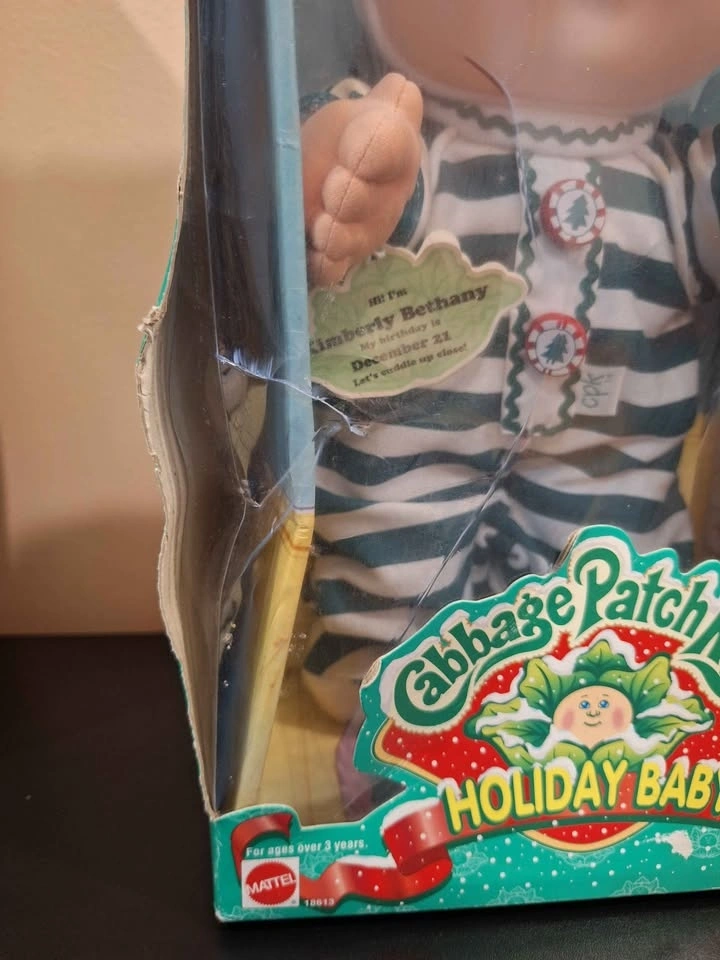 Hi! I'm
Kimberly Bethany
My birthday is
December 21
Let's cuddle up close!
cpk
Cabbage Patch K
HOLIDAY BABY
For ages over 3 years.
MATTEL
18613